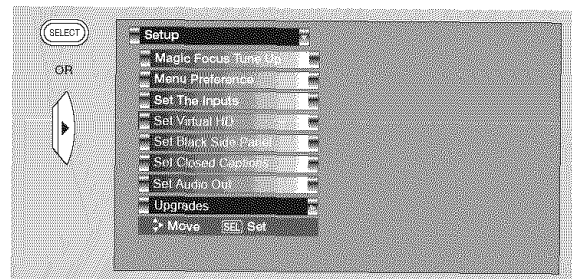 SELECT
OR
Setup
Magic Focus Tune Up
Menu Preference
Set The Inputs
Set Virtual HD
Set Black Side Panel
Set Closed Captions
Set Audio Out
Upgrades
Move SEL Set